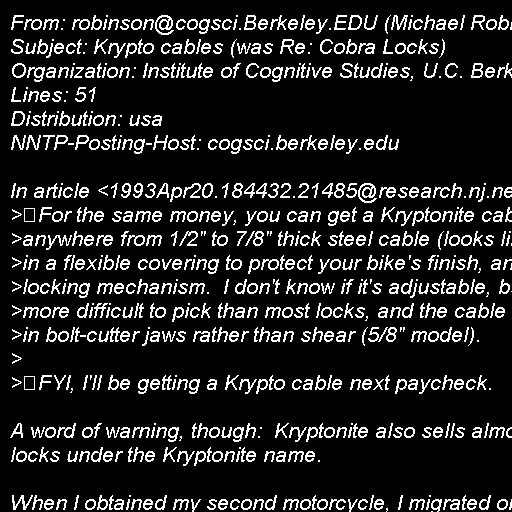 From: robinson@cogsci.Berkeley.EDU (Michael Rob
Subject: Krypto cables (was Re: Cobra Locks)
Organization: Institute of Cognitive Studies, U.C. Berk
Lines: 51
Distribution: usa
NNTP-Posting-Host: cogsci.berkeley.edu

In article <1993Apr20.184432.21485@research.nj.ne
>□For the same money, you can get a Kryptonite cab
>anywhere from 1/2" to 7/8" thick steel cable (looks li
>in a flexible covering to protect your bike's finish, an
>locking mechanism.  I don't know if it's adjustable, b
>more difficult to pick than most locks, and the cable
>in bolt-cutter jaws rather than shear (5/8" model).
>
>□FYI, I'll be getting a Krypto cable next paycheck.

A word of warning, though:  Kryptonite also sells almo
locks under the Kryptonite name.

When I obtained my second motorcycle, I migrated o